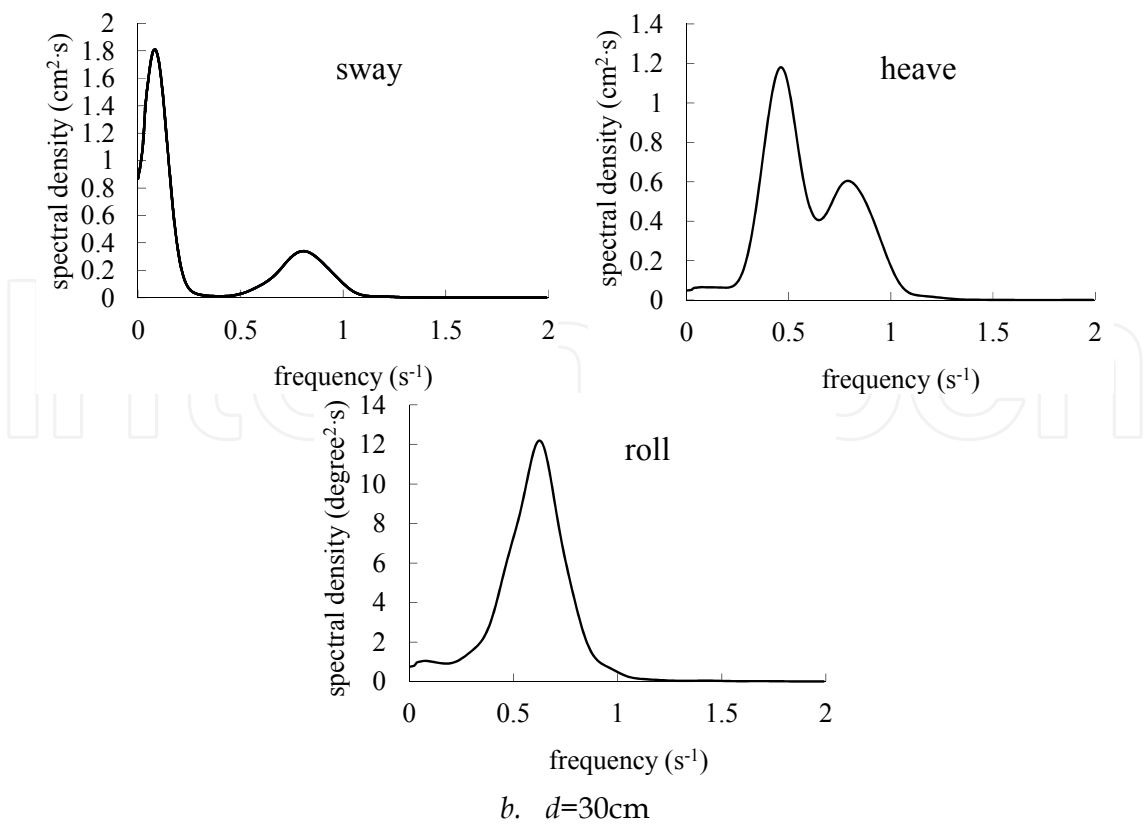 spectral density (cm²·s)
2
1.8
1.6
1.4
1.2
1
0.8
0.6
0.4
0.2
0
sway
0 0.5 1 1.5 2
frequency (s⁻¹)
spectral density (cm²·s)
1.4
1.2
1
0.8
0.6
0.4
0.2
0
heave
0 0.5 1 1.5 2
frequency (s⁻¹)
spectral density (degree²·s)
14
12
10
8
6
4
2
0
roll
0 0.5 1 1.5 2
frequency (s⁻¹)
b. d=30cm